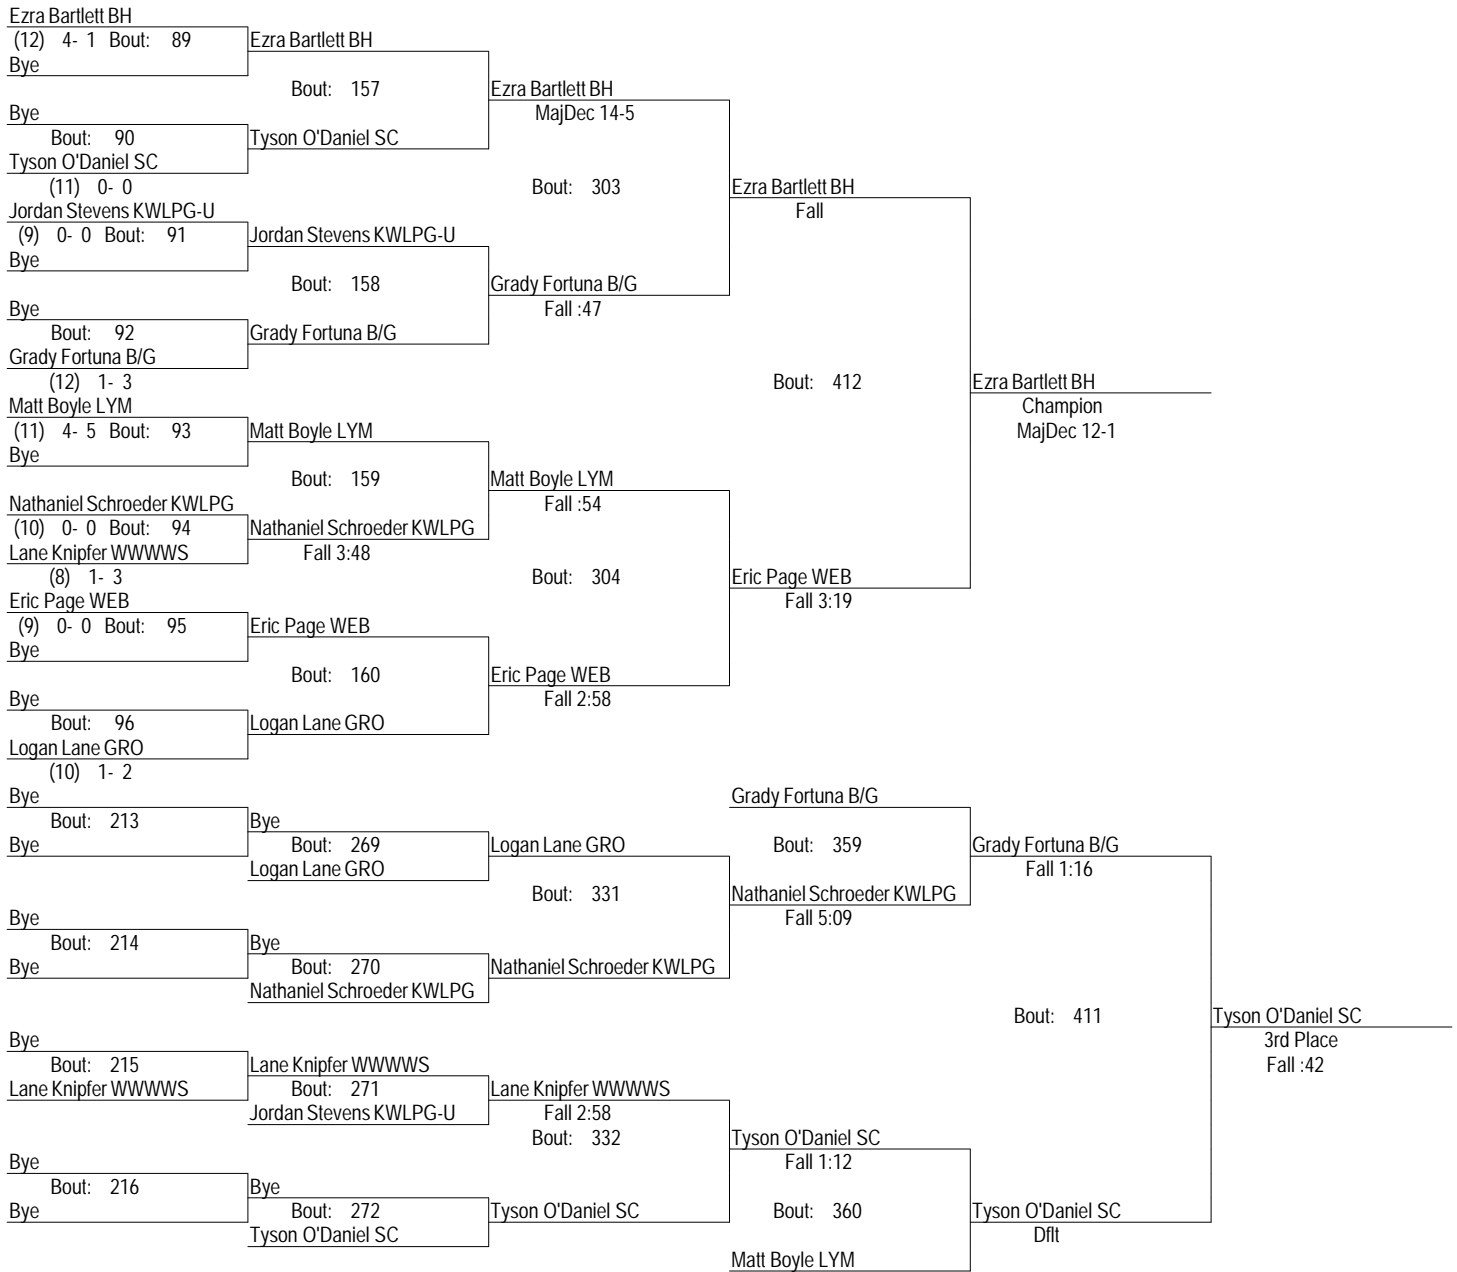 Ezra Bartlett BH
(12) 4- 1 Bout: 89 Ezra Bartlett BH
Bye
Bout: 157 Ezra Bartlett BH
Bye MajDec 14-5
Bout: 90 Tyson O'Daniel SC
Tyson O'Daniel SC
(11) 0- 0 Bout: 303 Ezra Bartlett BH
Jordan Stevens KWLPG-U Fall
(9) 0- 0 Bout: 91 Jordan Stevens KWLPG-U
Bye
Bout: 158 Grady Fortuna B/G
Bye Fall :47
Bout: 92 Grady Fortuna B/G
Grady Fortuna B/G
(12) 1- 3 Bout: 412 Ezra Bartlett BH
Matt Boyle LYM Champion
(11) 4- 5 Bout: 93 Matt Boyle LYM MajDec 12-1
Bye
Bout: 159 Matt Boyle LYM
Nathaniel Schroeder KWLPG Fall :54
(10) 0- 0 Bout: 94 Nathaniel Schroeder KWLPG
Lane Knipfer WWWWS Fall 3:48
(8) 1- 3 Bout: 304 Eric Page WEB
Eric Page WEB Fall 3:19
(9) 0- 0 Bout: 95 Eric Page WEB
Bye
Bout: 160 Eric Page WEB
Bye Fall 2:58
Bout: 96 Logan Lane GRO
Logan Lane GRO
(10) 1- 2
Bye Grady Fortuna B/G
Bout: 213 Bye
Bye Bout: 269 Logan Lane GRO Bout: 359 Grady Fortuna B/G
Logan Lane GRO Fall 1:16
Bout: 331 Nathaniel Schroeder KWLPG
Bye Fall 5:09
Bout: 214 Bye
Bye Bout: 270 Nathaniel Schroeder KWLPG
Nathaniel Schroeder KWLPG
Bout: 411 Tyson O'Daniel SC
Bye 3rd Place
Bout: 215 Lane Knipfer WWWWS Fall :42
Lane Knipfer WWWWS Bout: 271 Lane Knipfer WWWWS
Jordan Stevens KWLPG-U Fall 2:58
Bout: 332 Tyson O'Daniel SC
Bye Fall 1:12
Bout: 216 Bye
Bye Bout: 272 Tyson O'Daniel SC Bout: 360 Tyson O'Daniel SC
Tyson O'Daniel SC Dflt
Matt Boyle LYM